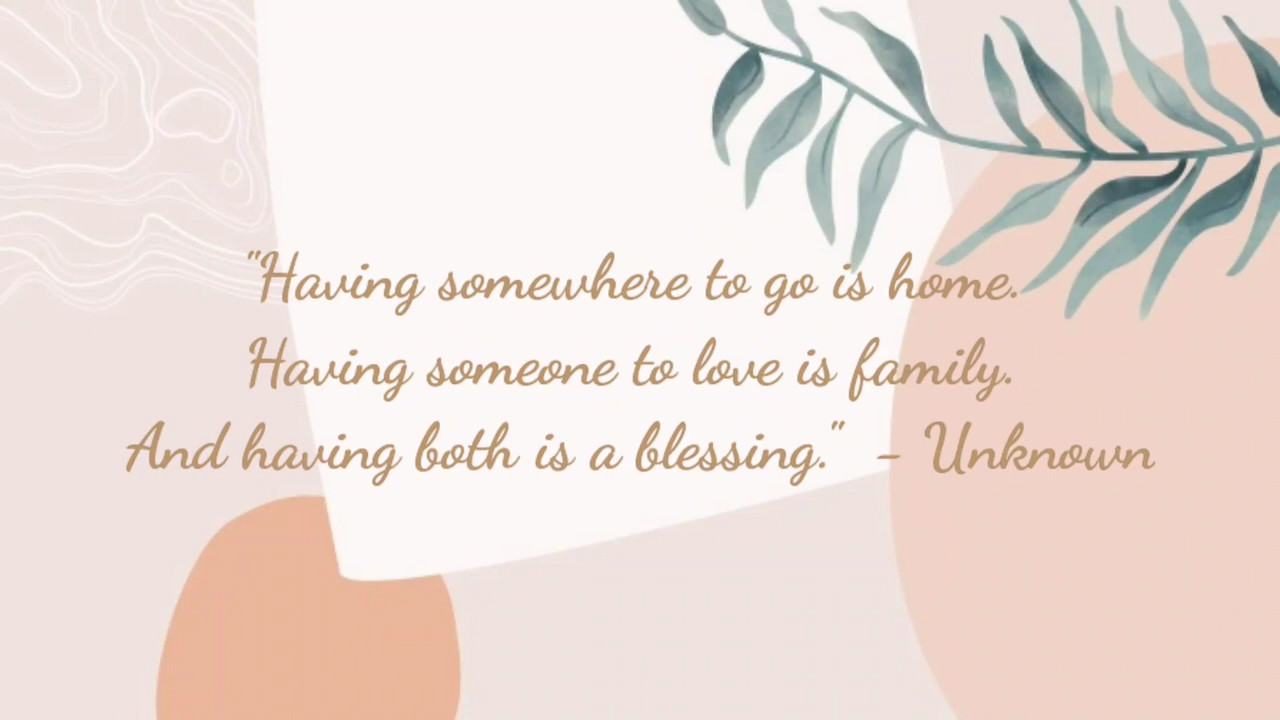 "Having somewhere to go is home.
Having someone to love is family.
And having both is a blessing." - Unknown